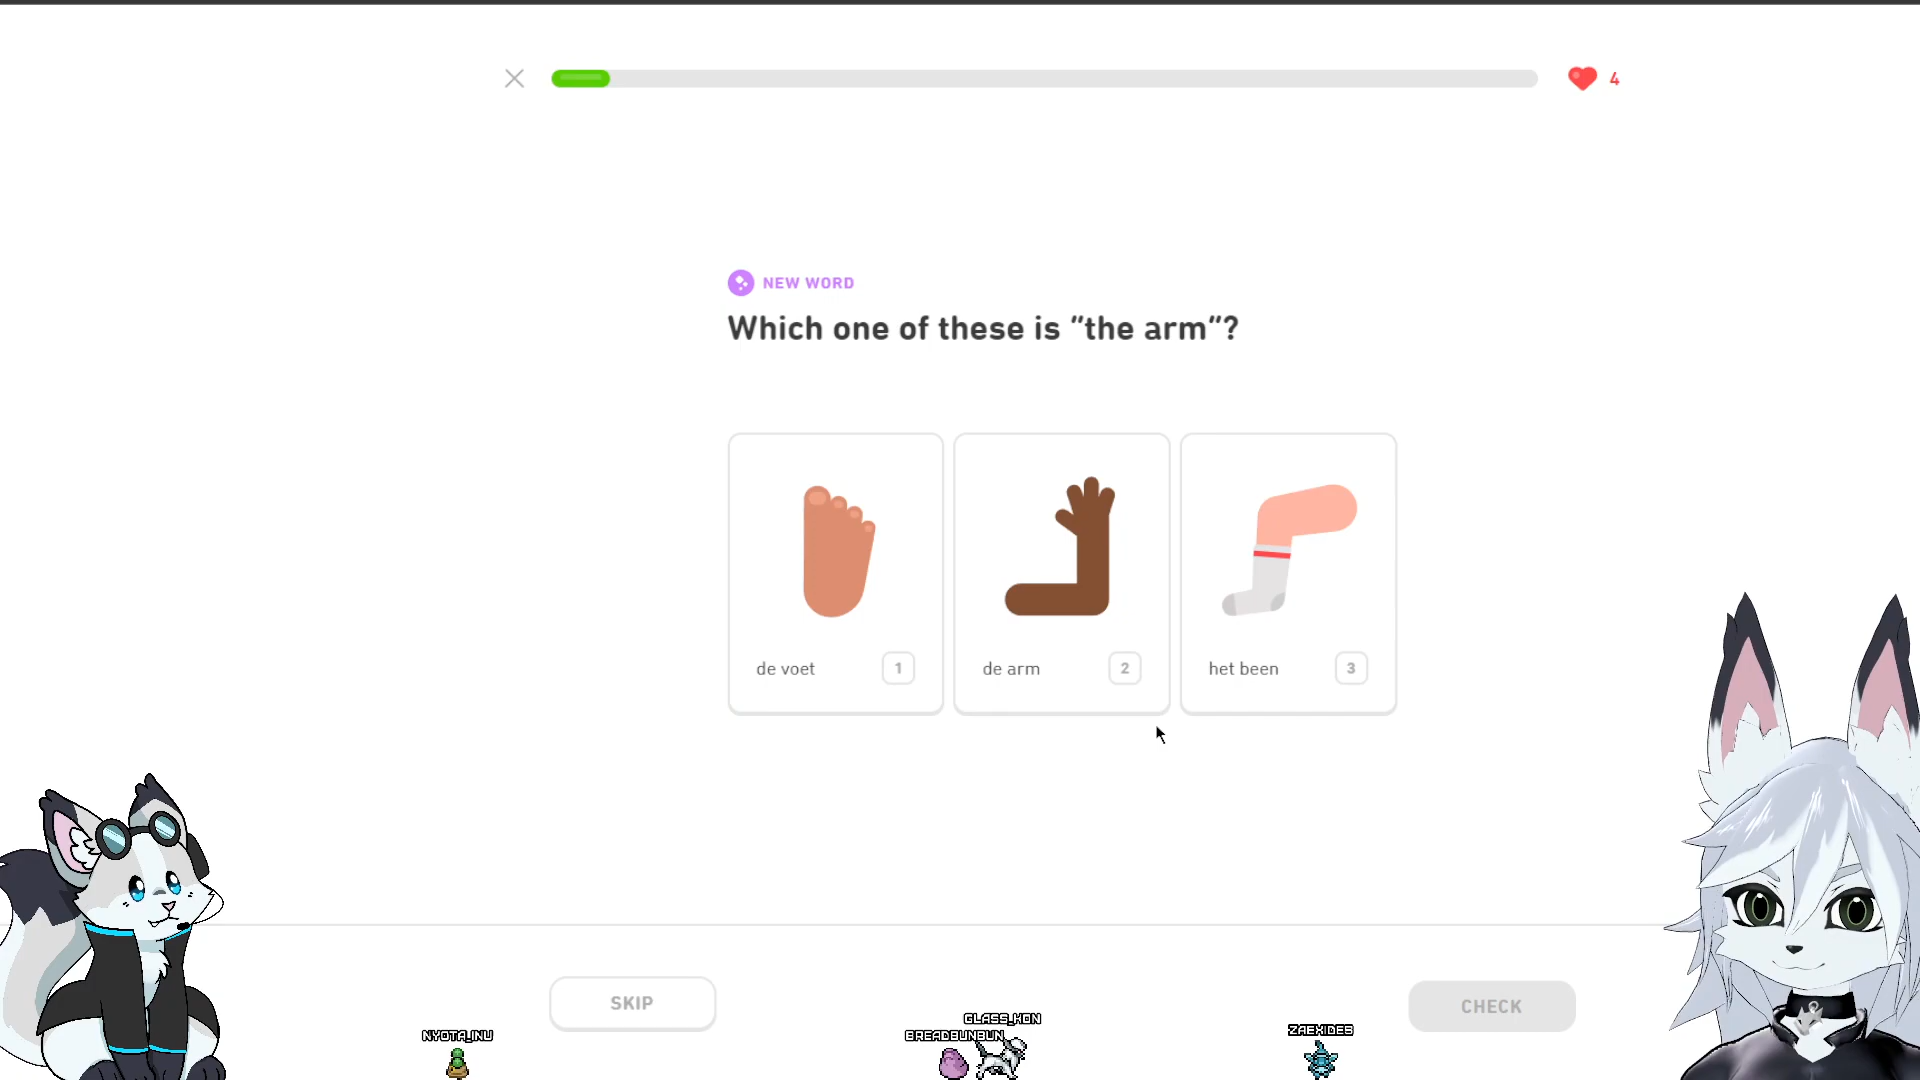 4
NEW WORD
Which one of these is "the arm"?
de voet 1
de arm 2
het been 3
SKIP
CHECK
NYOTA_INU
GLASS_KON
BREADBUNBUN
ZAEXIDES